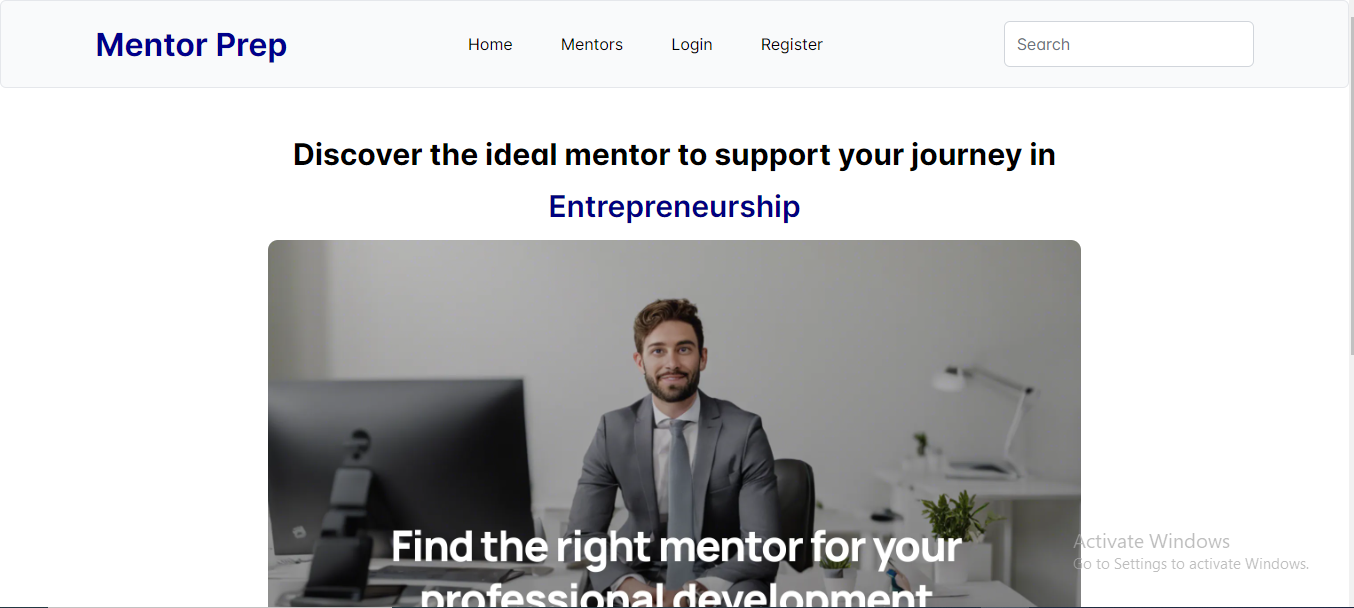 Mentor Prep
Home Mentors Login Register
Search
Discover the ideal mentor to support your journey in
Entrepreneurship
Find the right mentor for your
professional development
Activate Windows
Go to Settings to activate Windows.